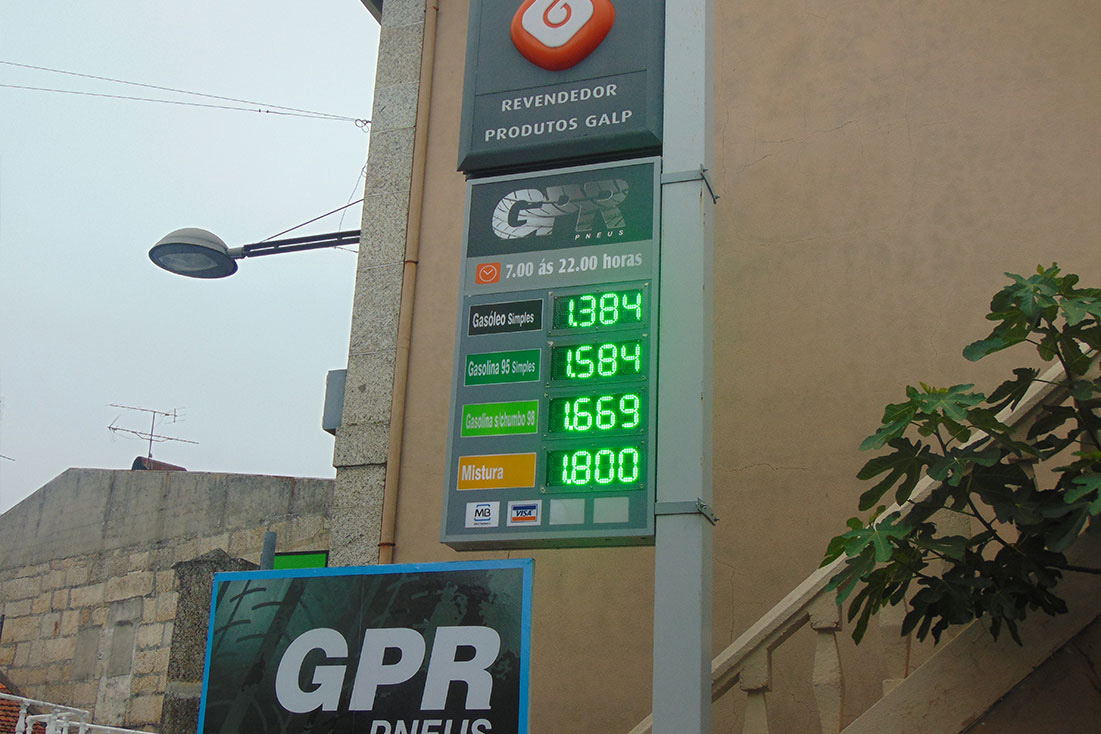 G
REVENDEDOR
PRODUTOS GALP
GPR
PNEUS
7.00 ás 22.00 horas
Gasóleo Simples 1.384
Gasolina 95 Simples 1.584
Gasolina s/chumbo 98 1.669
Mistura 1.800
MB VISA
GPR
PNEUS